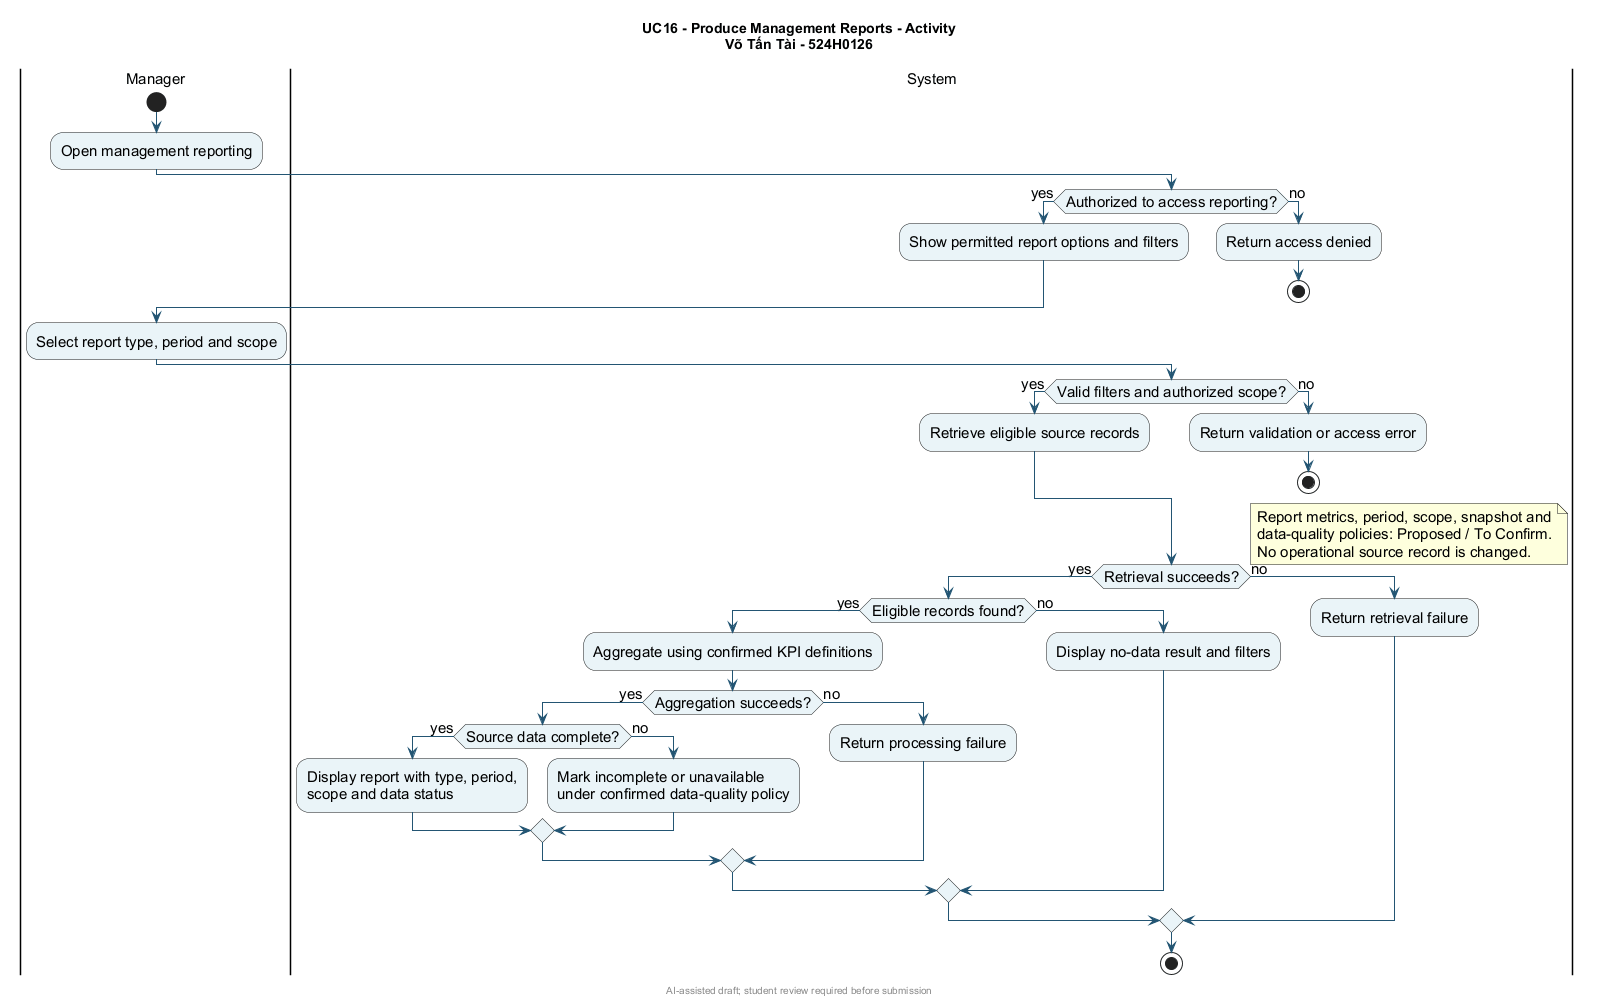 UC16 - Produce Management Reports - Activity
Võ Tấn Tài - 524H0126
Manager
System
Open management reporting
yes
Authorized to access reporting?
no
Show permitted report options and filters
Return access denied
Select report type, period and scope
yes
Valid filters and authorized scope?
no
Retrieve eligible source records
Return validation or access error
Report metrics, period, scope, snapshot and
data-quality policies: Proposed / To Confirm.
No operational source record is changed.
yes
Retrieval succeeds?
no
yes
Eligible records found?
no
Return retrieval failure
Aggregate using confirmed KPI definitions
Display no-data result and filters
yes
Aggregation succeeds?
no
yes
Source data complete?
no
Return processing failure
Display report with type, period,
scope and data status
Mark incomplete or unavailable
under confirmed data-quality policy
AI-assisted draft; student review required before submission